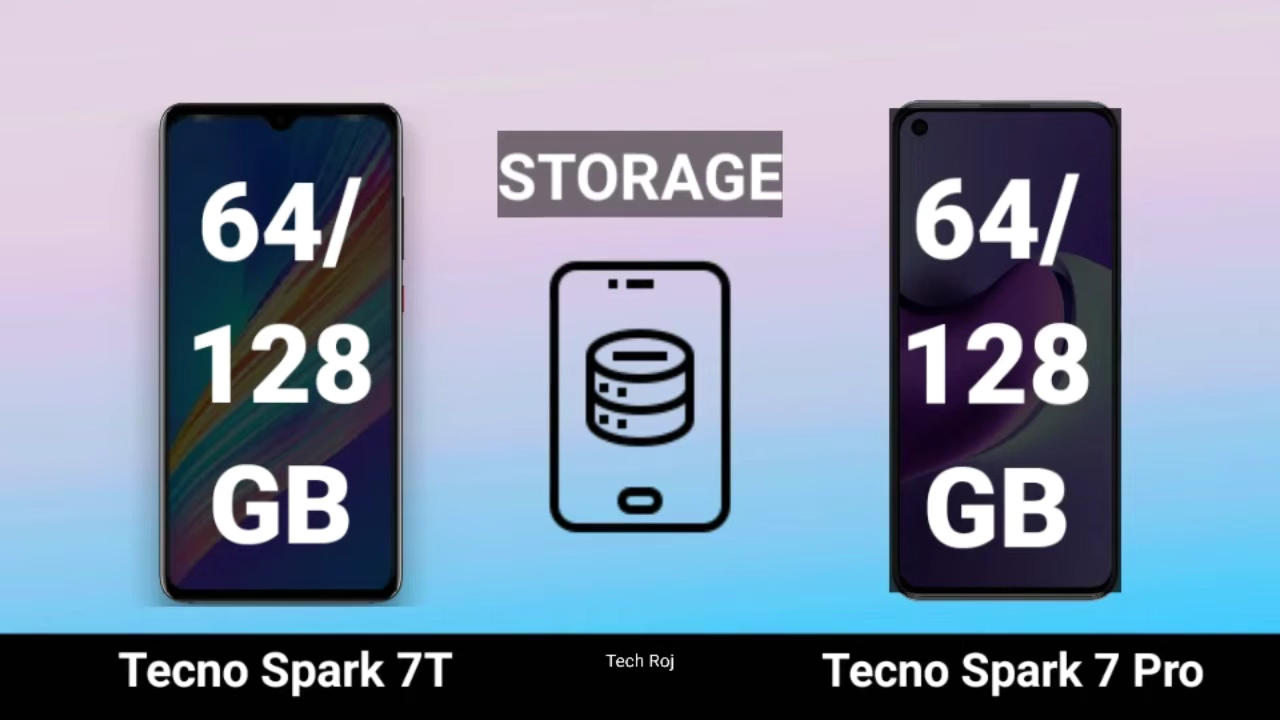 STORAGE
64/
128
GB
64/
128
GB
Tecno Spark 7T
Tech Roj
Tecno Spark 7 Pro